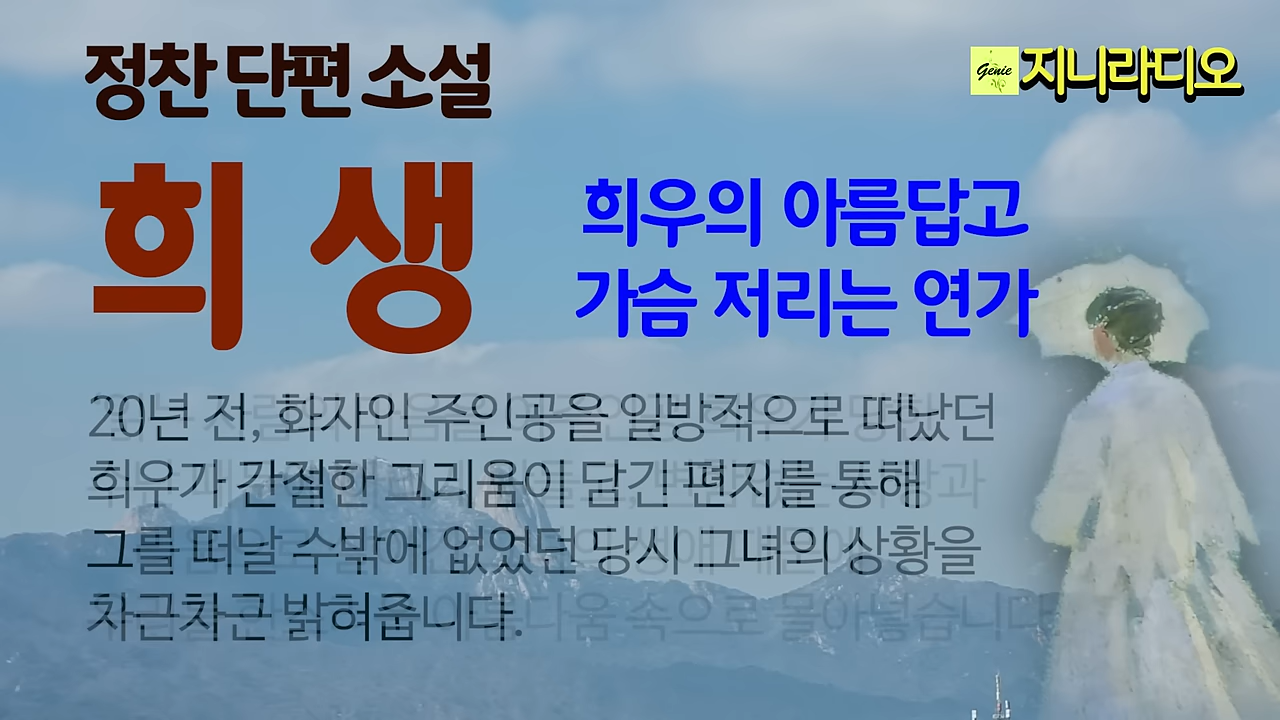 정찬 단편 소설
Genie
지니라디오
희 생
희우의 아름답고
가슴 저리는 연가
20년 전, 화자인 주인공을 일방적으로 떠났던
희우가 간절한 그리움이 담긴 편지를 통해
그를 떠날 수밖에 없었던 당시 그녀의 상황을
차근차근 밝혀줍니다.